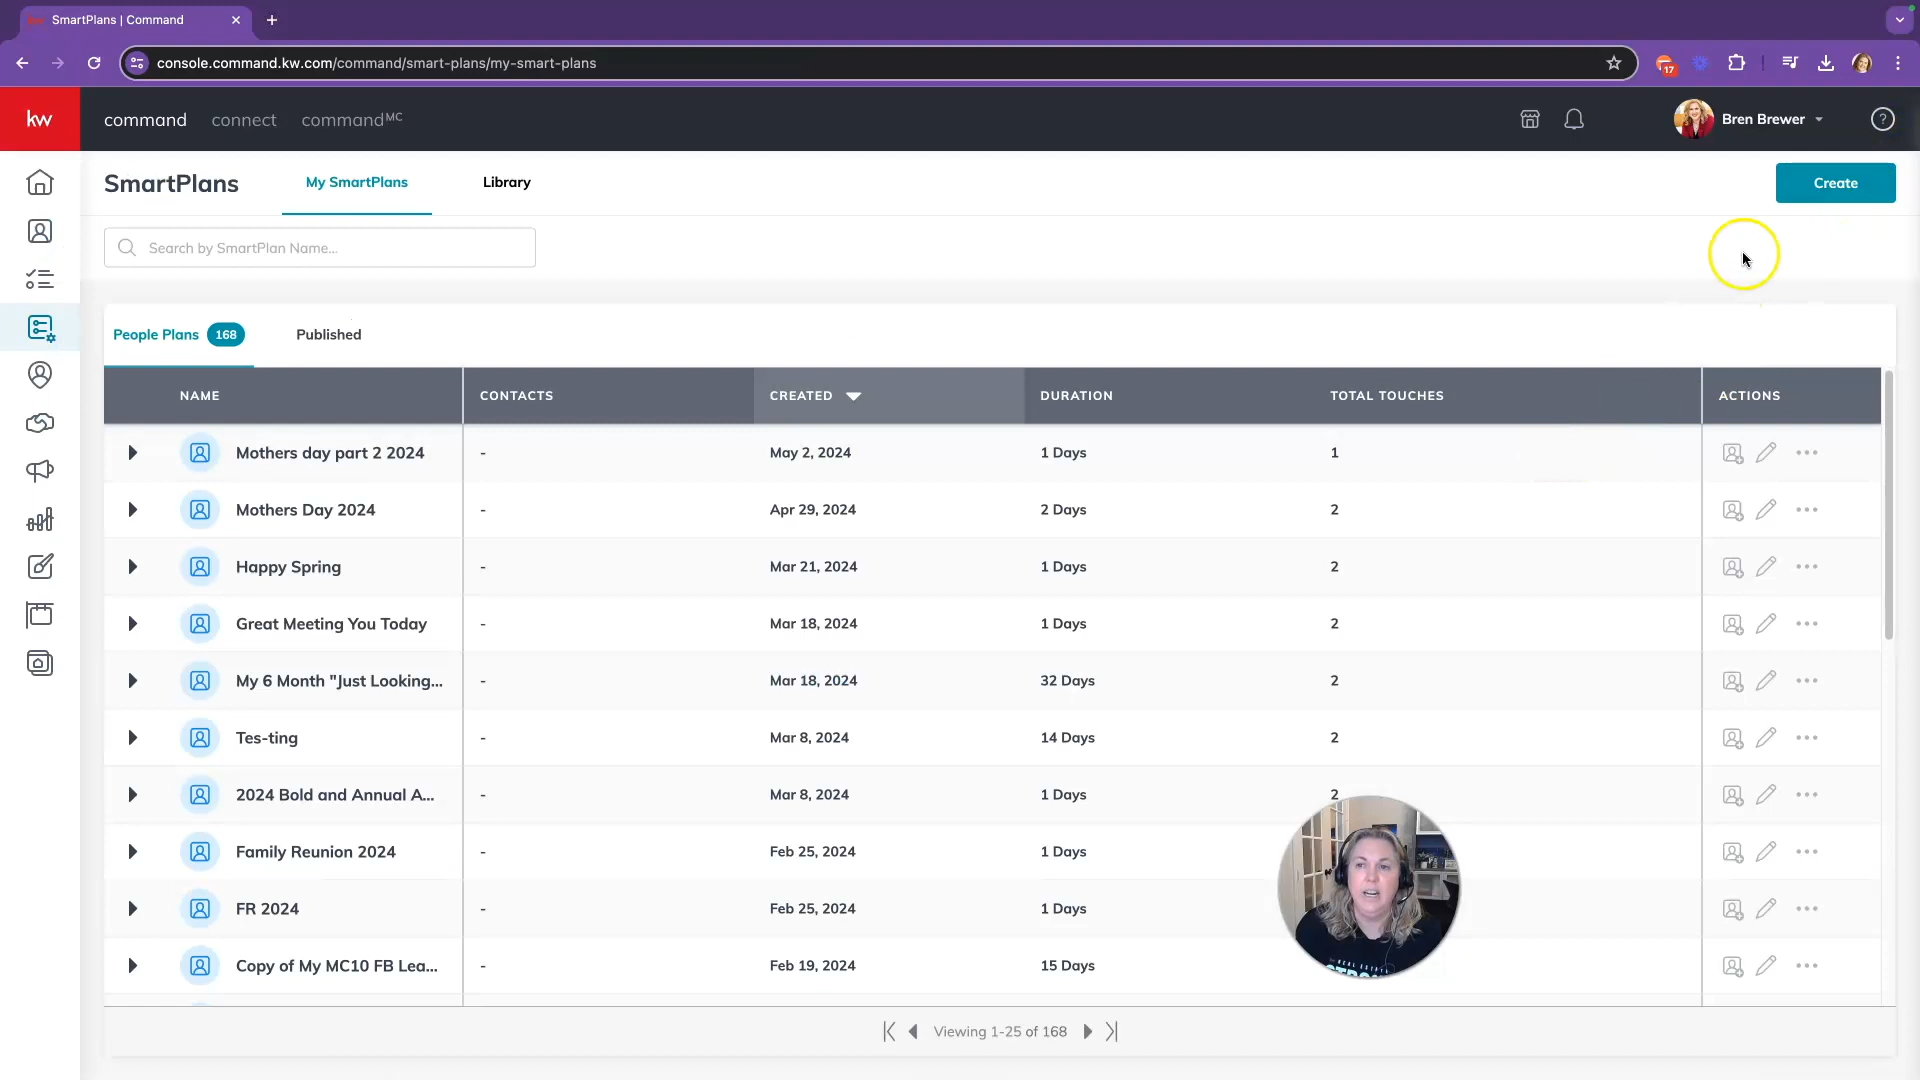 SmartPlans | Command
console.command.kw.com/command/smart-plans/my-smart-plans
17
kw
command connect commandMC
Bren Brewer
SmartPlans My SmartPlans Library
Create
Search by SmartPlan Name...
People Plans 168 Published
NAME CONTACTS CREATED DURATION TOTAL TOUCHES ACTIONS
Mothers day part 2 2024 - May 2, 2024 1 Days 1
Mothers Day 2024 - Apr 29, 2024 2 Days 2
Happy Spring - Mar 21, 2024 1 Days 2
Great Meeting You Today - Mar 18, 2024 1 Days 2
My 6 Month "Just Looking... - Mar 18, 2024 32 Days 2
Tes-ting - Mar 8, 2024 14 Days 2
2024 Bold and Annual A... - Mar 8, 2024 1 Days 2
Family Reunion 2024 - Feb 25, 2024 1 Days
FR 2024 - Feb 25, 2024 1 Days
Copy of My MC10 FB Lea... - Feb 19, 2024 15 Days
REAL ESTATE
Viewing 1-25 of 168